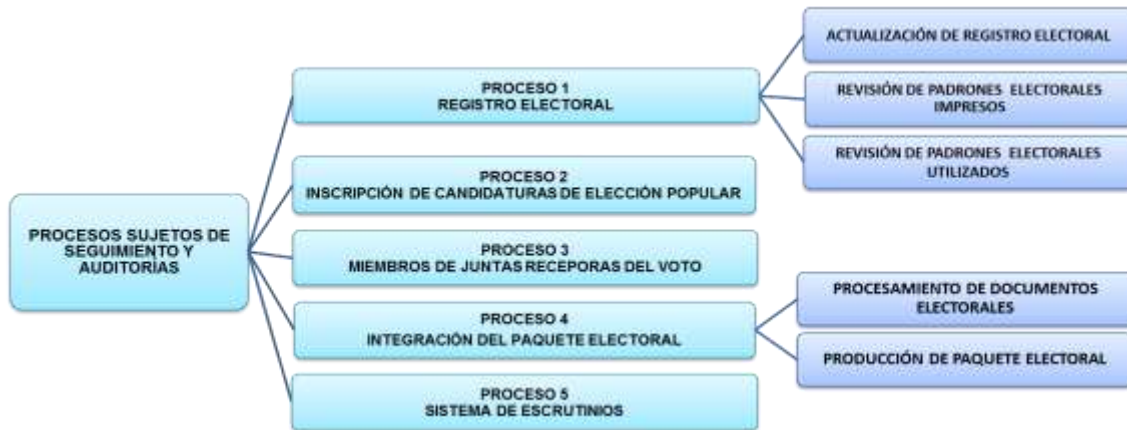 PROCESOS SUJETOS DE
SEGUIMIENTO Y
AUDITORÍAS
PROCESO 1
REGISTRO ELECTORAL
ACTUALIZACIÓN DE REGISTRO ELECTORAL
REVISIÓN DE PADRONES ELECTORALES
IMPRESOS
REVISIÓN DE PADRONES ELECTORALES
UTILIZADOS
PROCESO 2
INSCRIPCIÓN DE CANDIDATURAS DE ELECCIÓN POPULAR
PROCESO 3
MIEMBROS DE JUNTAS RECEPORAS DEL VOTO
PROCESO 4
INTEGRACIÓN DEL PAQUETE ELECTORAL
PROCESAMIENTO DE DOCUMENTOS
ELECTORALES
PRODUCCIÓN DE PAQUETE ELECTORAL
PROCESO 5
SISTEMA DE ESCRUTINIOS